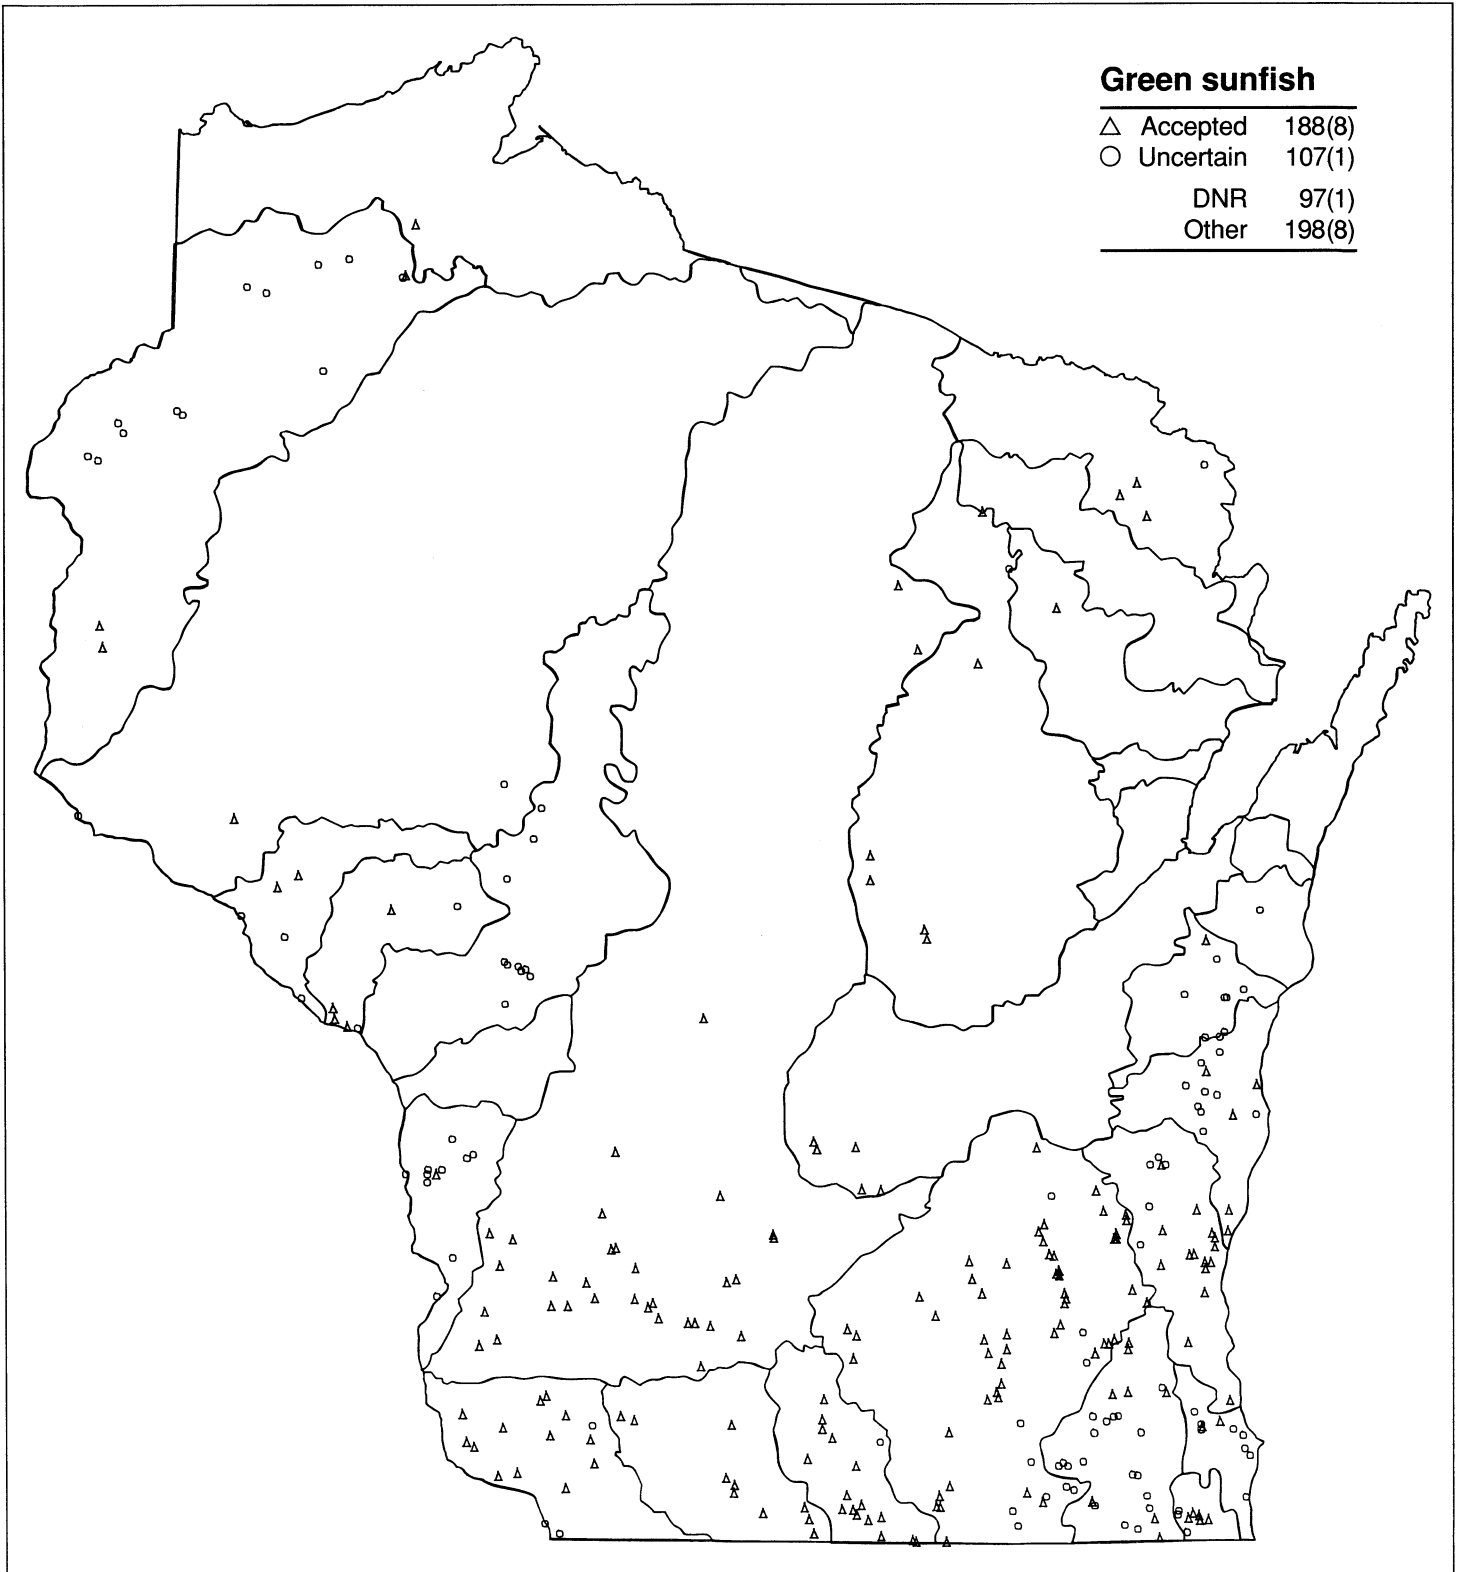 Green sunfish
△ Accepted 188(8)
○ Uncertain 107(1)
DNR 97(1)
Other 198(8)